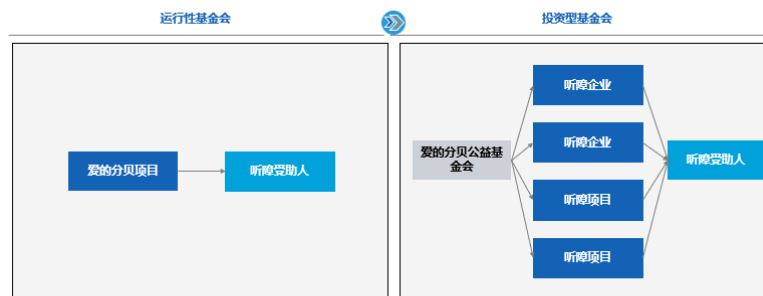 运行性基金会
投资型基金会
爱的分贝项目
听障受助人
爱的分贝公益基
金会
听障企业
听障企业
听障项目
听障项目
听障受助人